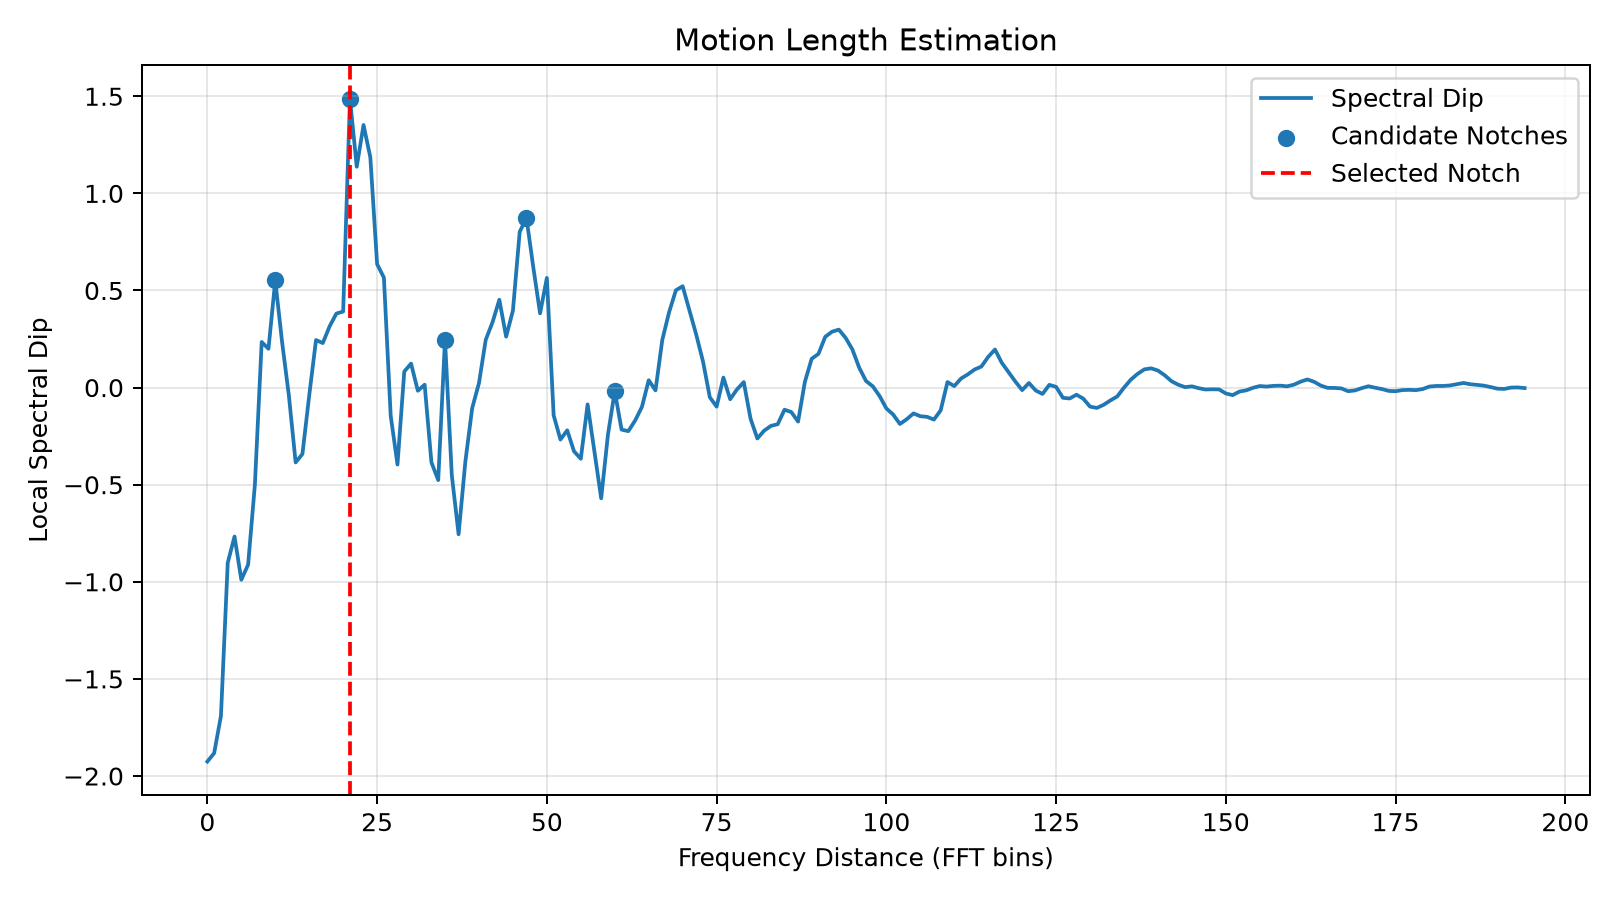 Motion Length Estimation
Spectral Dip
Candidate Notches
Selected Notch
Local Spectral Dip
1.5
1.0
0.5
0.0
−0.5
−1.0
−1.5
−2.0
0 25 50 75 100 125 150 175 200
Frequency Distance (FFT bins)